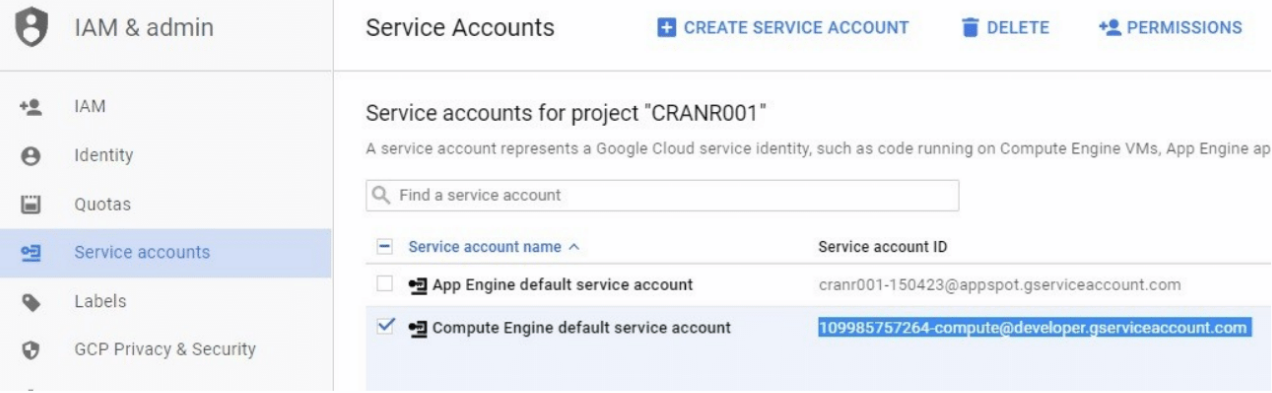 IAM & admin
Service Accounts
CREATE SERVICE ACCOUNT
DELETE
PERMISSIONS
IAM
Identity
Quotas
Service accounts
Labels
GCP Privacy & Security
Service accounts for project "CRANR001"
A service account represents a Google Cloud service identity, such as code running on Compute Engine VMs, App Engine ap
Find a service account
Service account name
Service account ID
App Engine default service account
cranr001-150423@appspot.gserviceaccount.com
Compute Engine default service account
109985757264-compute@developer.gserviceaccount.com